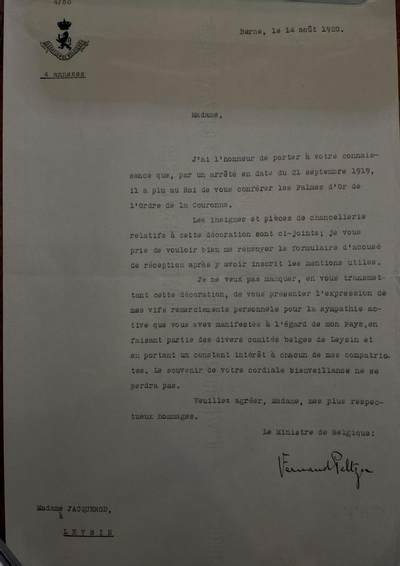 4/60
Berne, le 14 août 1920.
4 annexes
Madame,
J'ai l'honneur de porter à votre connais-
sance que, par un arrêté en date du 21 septembre 1919,
il a plu au Roi de vous conférer les Palmes d'Or de
l'Ordre de la Couronne.
Les insignes et pièces de chancellerie
relatifs à cette décoration sont ci-joints; je vous
prie de vouloir bien me renvoyer le formulaire d'accusé
de réception après y avoir inscrit les mentions utiles.
Je ne veux pas manquer, en vous transmet-
tant cette décoration, de vous présenter l'expression de
mes vifs remerciements personnels pour la sympathie ac-
tive que vous avez manifestée à l'égard de mon Pays, en
faisant partie des divers comités belges de Leysin et
en portant un constant intérêt à chacun de mes compatrio-
tes. Le souvenir de votre cordiale bienveillance ne se
perdra pas.
Veuillez agréer, Madame, mes plus respec-
tueux hommages.
Le Ministre de Belgique:
Fernand Peltzer
Madame JACQUEROD,
à
LEYSIN